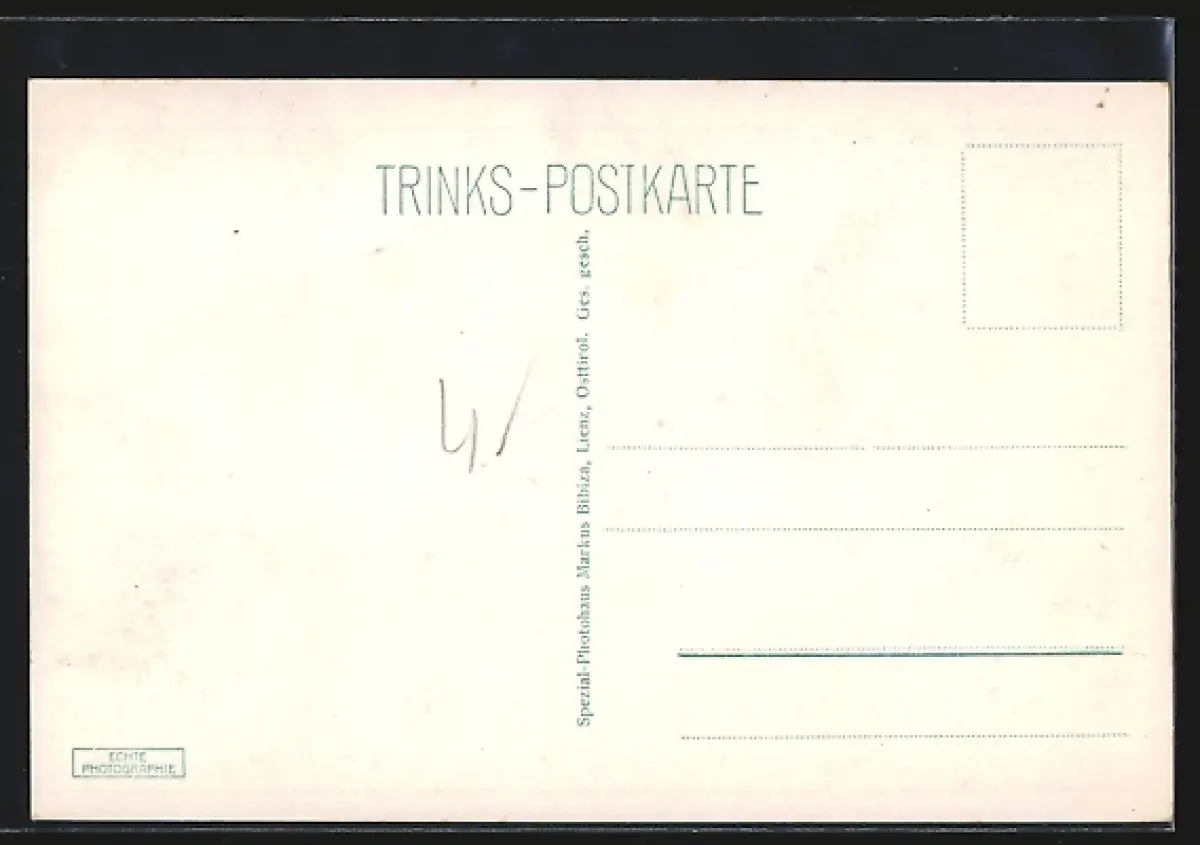 TRINKS-POSTKARTE
Spezial-Photohaus Markus Bibiza, Lienz, Osttirol. Ges. gesch.
4.
ECHTE
PHOTOGRAPHIE